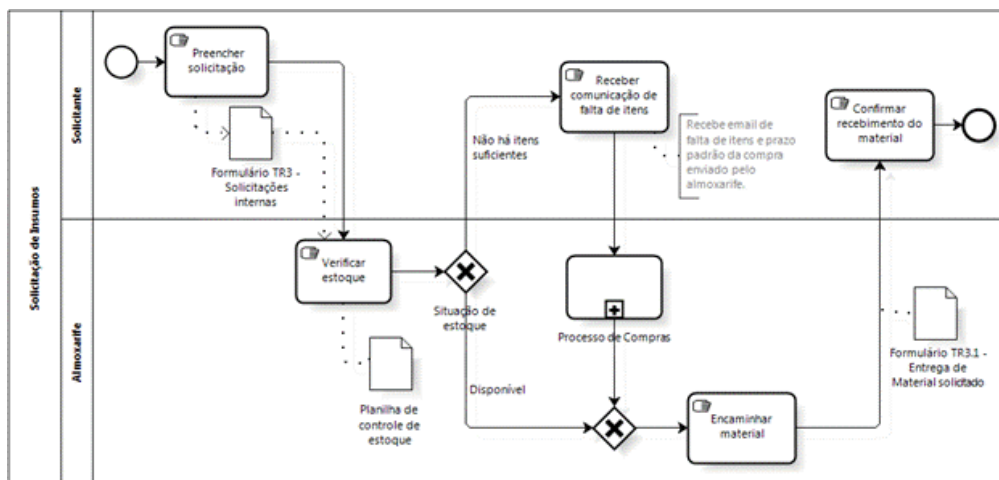 Solicitação de Insumos
Solicitante
Preencher
solicitação
Formulário TR3 -
Solicitações
internas
Não há itens
suficientes
Receber
comunicação de
falta de itens
Recebe email de
falta de itens e prazo
padrão da compra
enviado pelo
almoxarife.
Confirmar
recebimento do
material
Almoxarife
Verificar
estoque
Situação de
estoque
Planilha de
controle de
estoque
Disponível
Processo de Compras
Encaminhar
material
Formulário TR3.1 -
Entrega de
Material solicitado